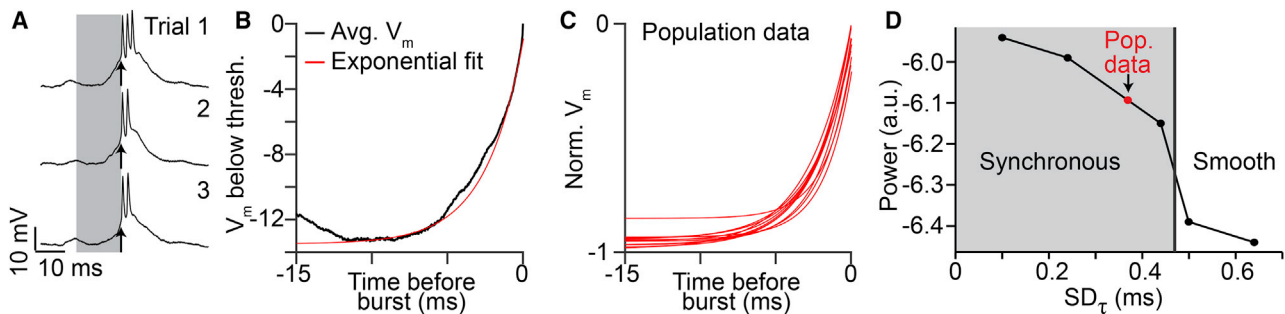 A
Trial 1
2
3
10 mV
10 ms
B
Avg. Vm
Exponential fit
Vm below thresh.
0
-4
-8
-12
-15
0
Time before
burst (ms)
C
Population data
Norm. Vm
0
-1
-15
0
Time before
burst (ms)
D
Pop.
data
Synchronous
Smooth
Power (a.u.)
-6.0
-6.1
-6.2
-6.3
-6.4
0
0.2
0.4
0.6
SDτ (ms)